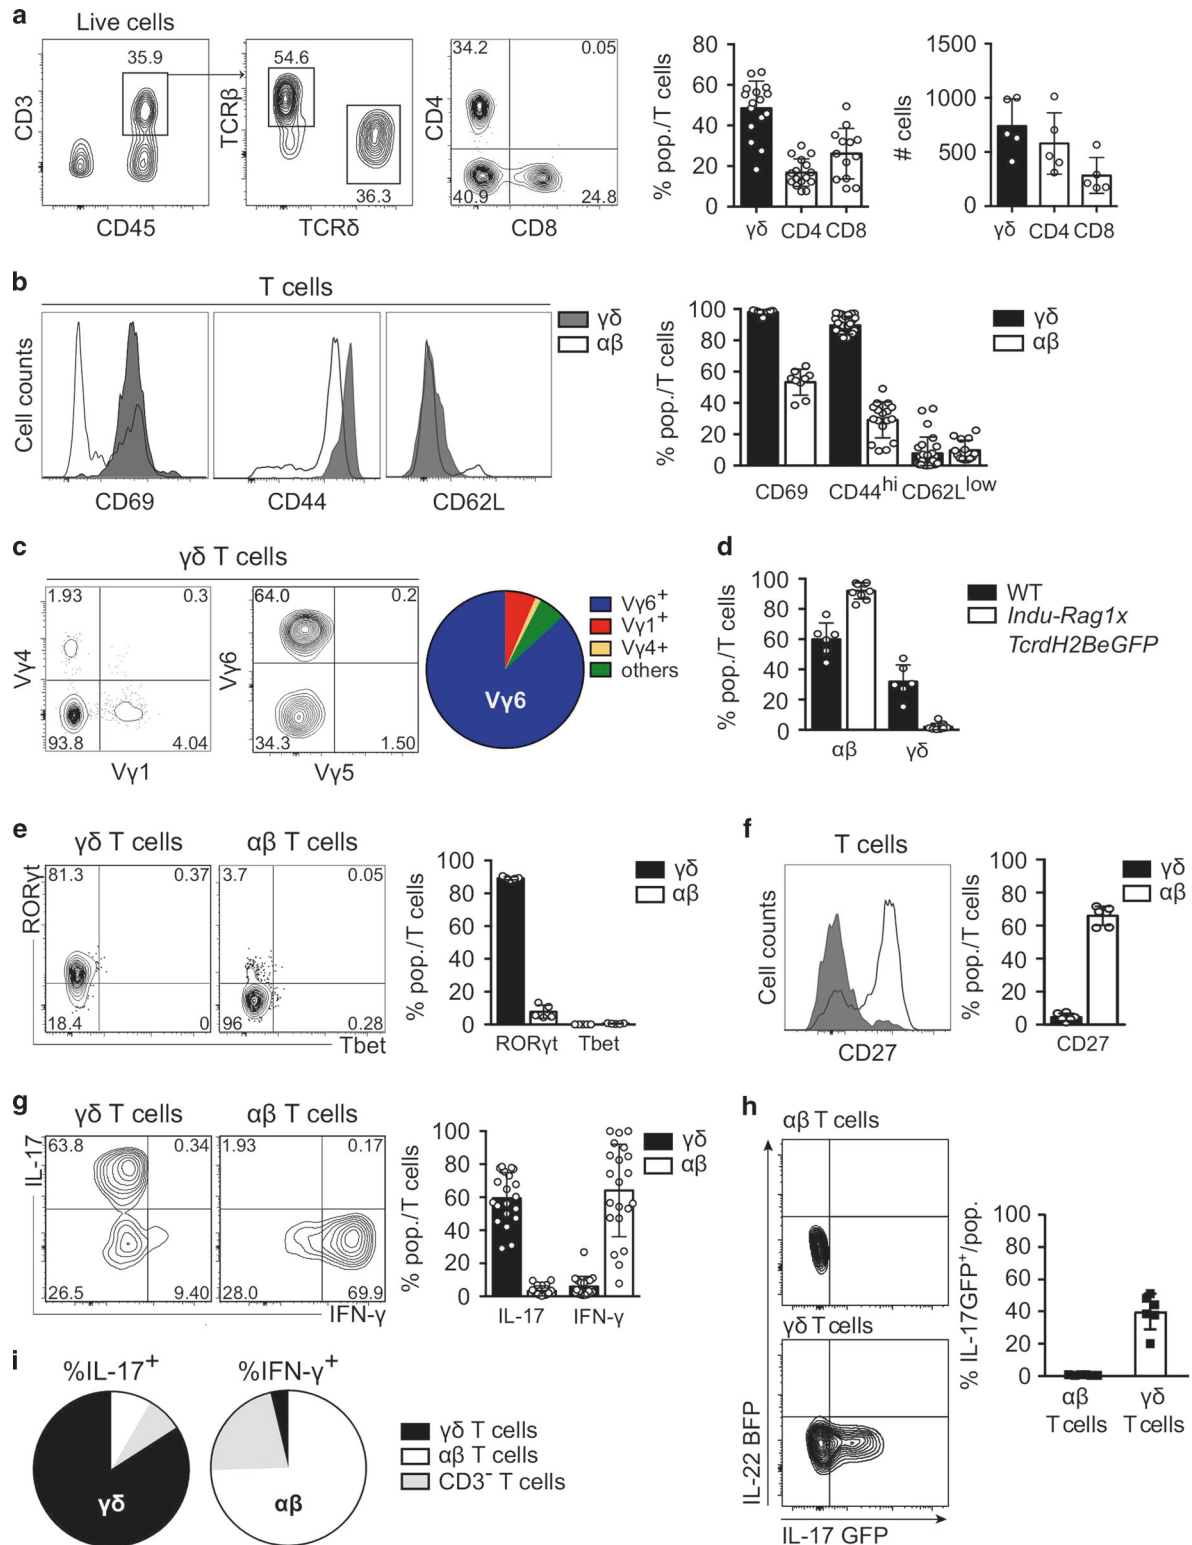 a
Live cells
35.9
CD3
CD45
54.6
TCRβ
36.3
TCRδ
34.2
0.05
CD4
40.9
24.8
CD8
% pop./T cells
80
60
40
20
0
γδ CD4 CD8
# cells
1500
1000
500
0
γδ CD4 CD8
b
T cells
γδ
αβ
Cell counts
CD69
CD44
CD62L
% pop./T cells
100
80
60
40
20
0
CD69 CD44hi CD62Llow
γδ
αβ
c
γδ T cells
1.93
0.3
Vγ4
93.8
4.04
Vγ1
64.0
0.2
Vγ6
34.3
1.50
Vγ5
Vγ6
Vγ6+
Vγ1+
Vγ4+
others
d
% pop./T cells
100
80
60
40
20
0
αβ γδ
WT
Indu-Rag1x
TcrdH2BeGFP
e
γδ T cells
αβ T cells
RORγt
81.3
0.37
18.4
0
3.7
0.05
96
0.28
Tbet
% pop./T cells
100
80
60
40
20
0
RORγt Tbet
γδ
αβ
f
T cells
Cell counts
CD27
% pop./T cells
100
80
60
40
20
0
CD27
γδ
αβ
g
γδ T cells
αβ T cells
IL-17
63.8
0.34
26.5
9.40
1.93
0.17
28.0
69.9
IFN-γ
% pop./T cells
100
80
60
40
20
0
IL-17 IFN-γ
γδ
αβ
h
αβ T cells
γδ T cells
IL-22 BFP
IL-17 GFP
% IL-17GFP+/pop.
100
80
60
40
20
0
αβ γδ
T cells T cells
i
%IL-17+
%IFN-γ+
γδ
αβ
γδ T cells
αβ T cells
CD3- T cells